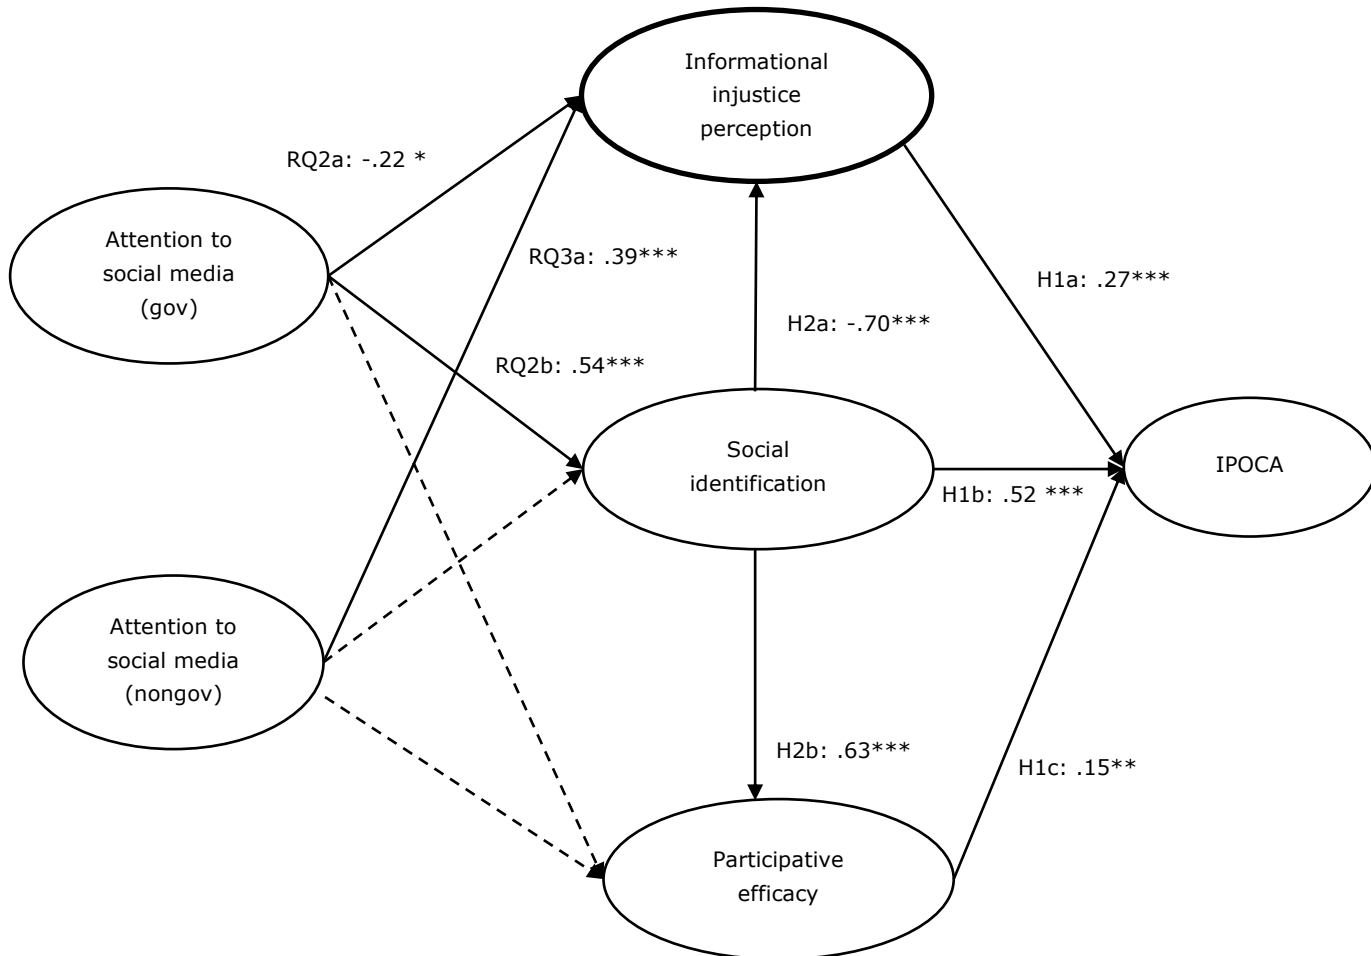 Informational
injustice
perception
RQ2a: -.22 *
Attention to
social media
(gov)
RQ3a: .39***
H1a: .27***
H2a: -.70***
RQ2b: .54***
Social
identification
IPOCA
H1b: .52 ***
Attention to
social media
(nongov)
H2b: .63***
H1c: .15**
Participative
efficacy